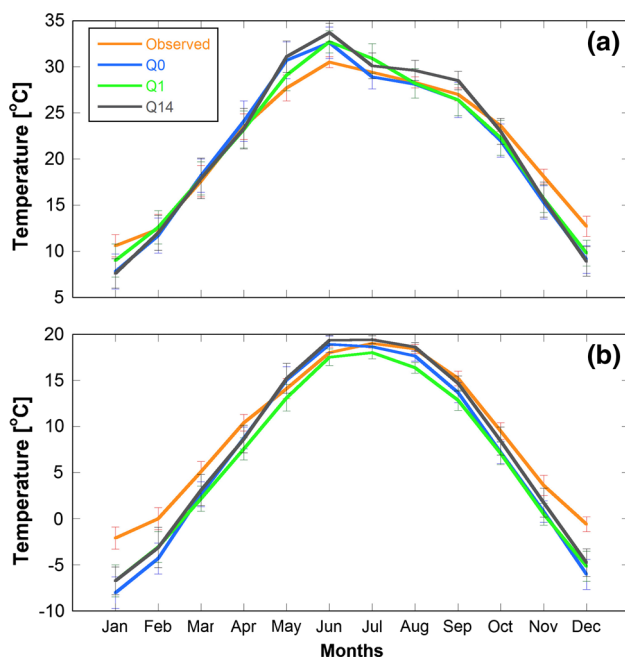 35
30
25
20
15
10
5
Temperature [°C]
Observed
Q0
Q1
Q14
(a)
20
15
10
5
0
-5
-10
Temperature [°C]
(b)
Jan Feb Mar Apr May Jun Jul Aug Sep Oct Nov Dec
Months